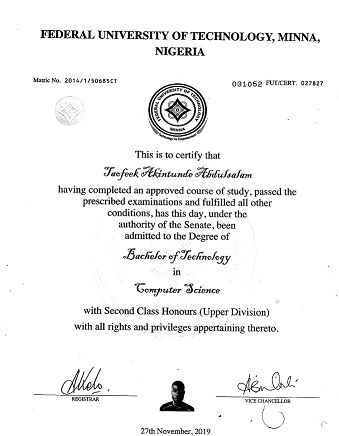 FEDERAL UNIVERSITY OF TECHNOLOGY, MINNA,
NIGERIA
Matric No. 2014/1/50685CT
031052 FUT/CERT. 027827
FEDERAL UNIVERSITY OF TECHNOLOGY
MINNA
This is to certify that
Taofeek Akintunde Abdulsalam
having completed an approved course of study, passed the
prescribed examinations and fulfilled all other
conditions, has this day, under the
authority of the Senate, been
admitted to the Degree of
Bachelor of Technology
in
Computer Science
with Second Class Honours (Upper Division)
with all rights and privileges appertaining thereto.
REGISTRAR
VICE CHANCELLOR
27th November, 2019